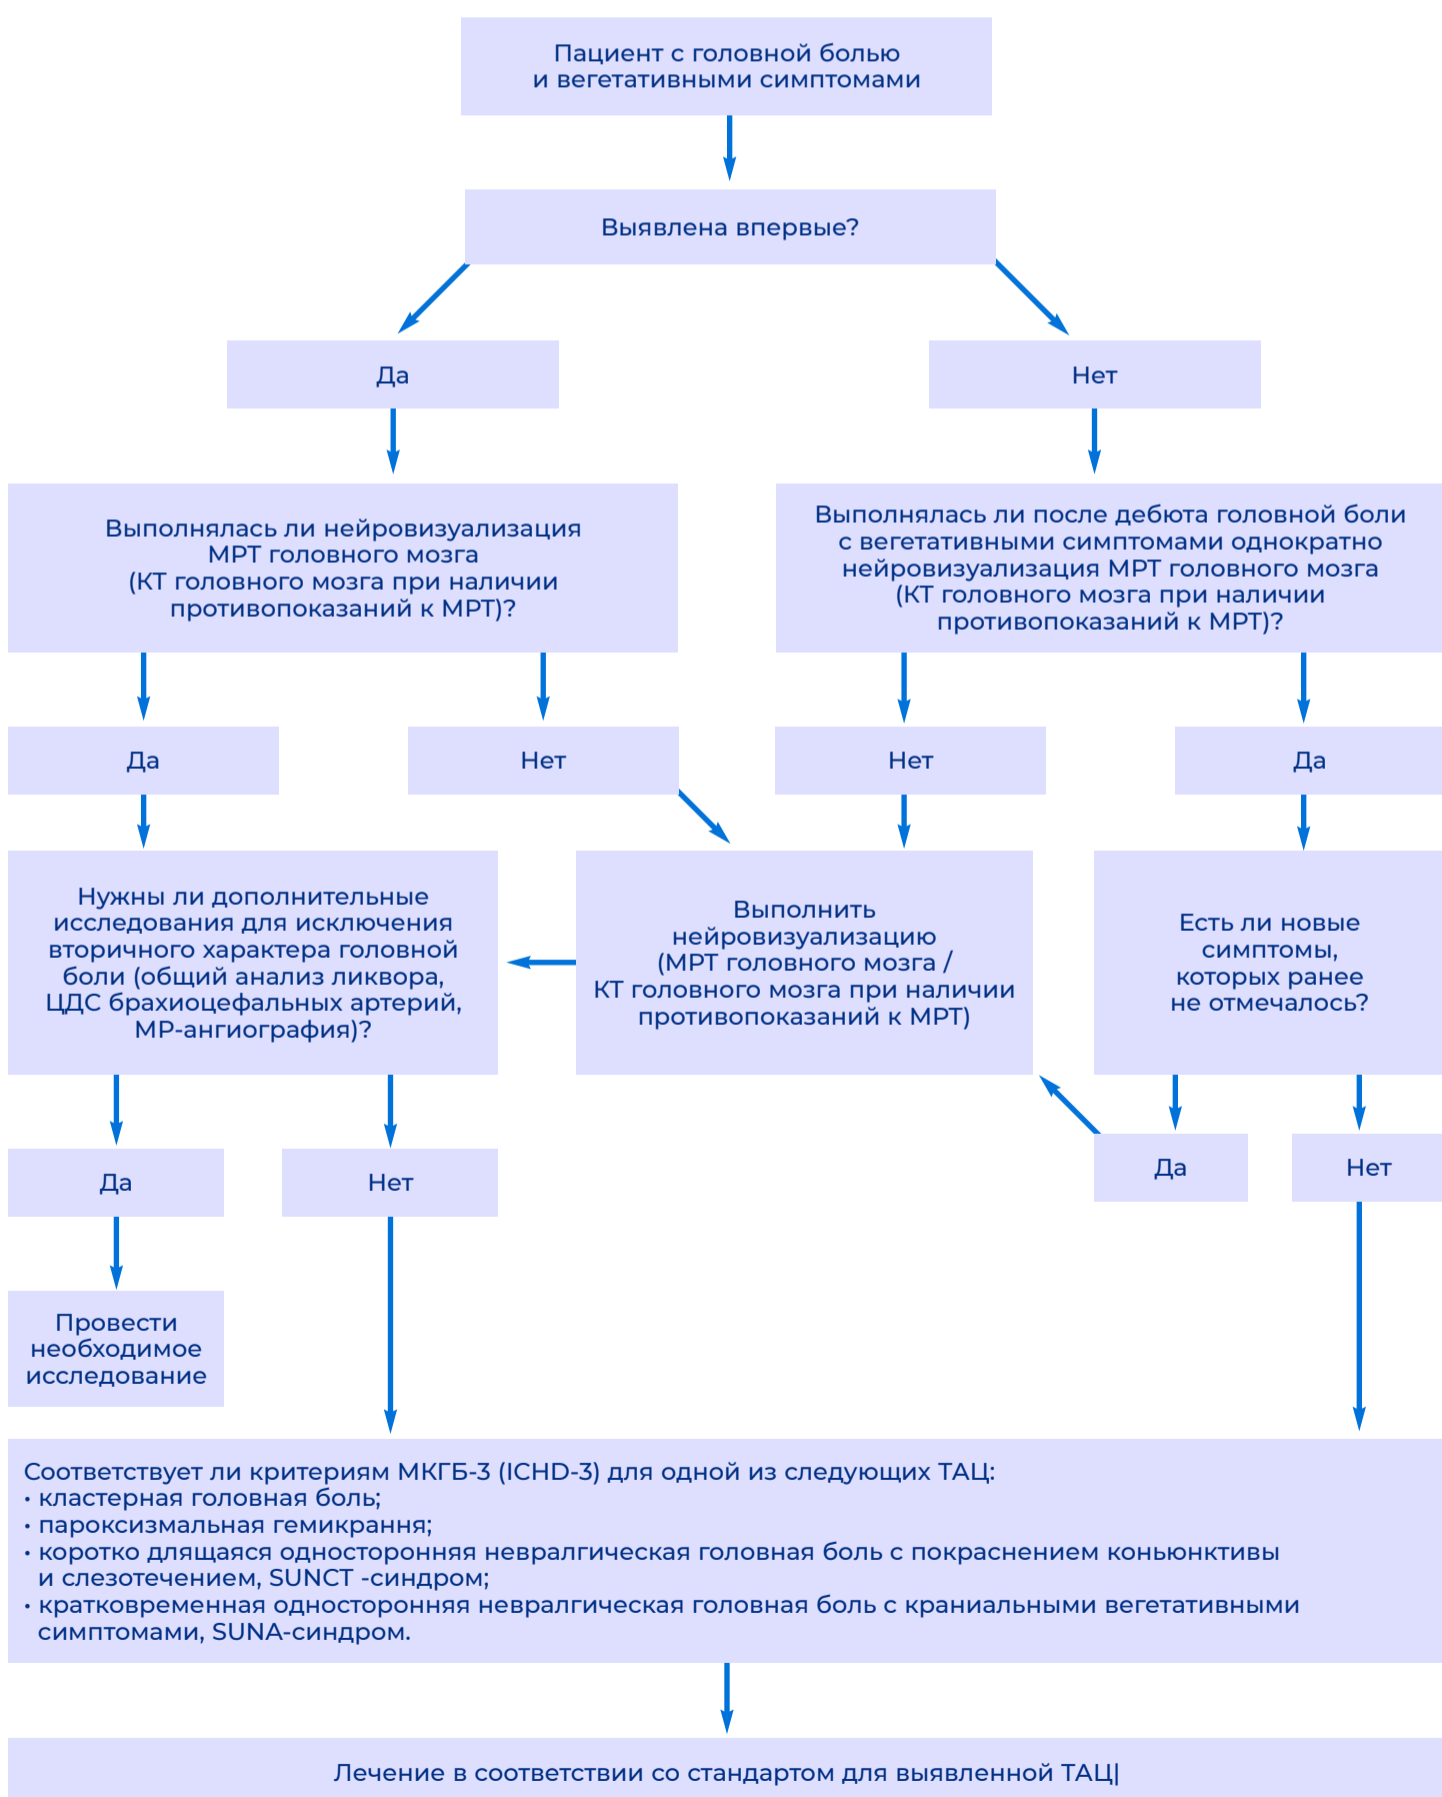 Пациент с головной болью
и вегетативными симптомами
Выявлена впервые?
Да
Нет
Выполнялась ли нейровизуализация
МРТ головного мозга
(КТ головного мозга при наличии
противопоказаний к МРТ)?
Выполнялась ли после дебюта головной боли
с вегетативными симптомами однократно
нейровизуализация МРТ головного мозга
(КТ головного мозга при наличии
противопоказаний к МРТ)?
Да
Нет
Нет
Да
Нужны ли дополнительные
исследования для исключения
вторичного характера головной
боли (общий анализ ликвора,
ЦДС брахиоцефальных артерий,
МР-ангиография)?
Выполнить
нейровизуализацию
(МРТ головного мозга /
КТ головного мозга при наличии
противопоказаний к МРТ)
Есть ли новые
симптомы,
которых ранее
не отмечалось?
Да
Нет
Да
Нет
Провести
необходимое
исследование
Соответствует ли критериям МКГБ-3 (ICHD-3) для одной из следующих ТАЦ:
• кластерная головная боль;
• пароксизмальная гемикрання;
• коротко длящаяся односторонняя невралгическая головная боль с покраснением коньюнктивы
и слезотечением, SUNCT -синдром;
• кратковременная односторонняя невралгическая головная боль с краниальными вегетативными
симптомами, SUNA-синдром.
Лечение в соответствии со стандартом для выявленной ТАЦ|